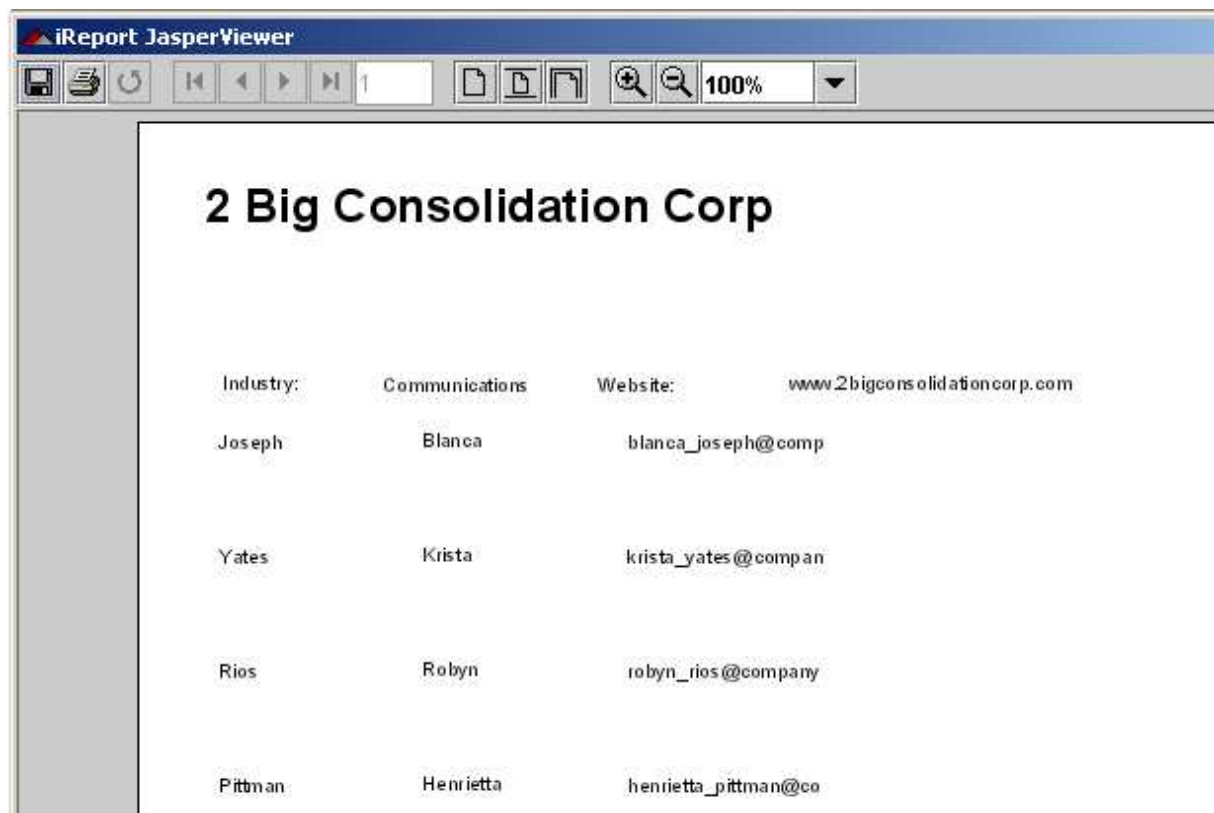 iReport JasperViewer
1 100%
2 Big Consolidation Corp
Industry: Communications Website: www.2bigconsolidationcorp.com
Joseph Blanca blanca_joseph@comp
Yates Krista krista_yates@compan
Rios Robyn robyn_rios@company
Pittman Henrietta henrietta_pittman@co